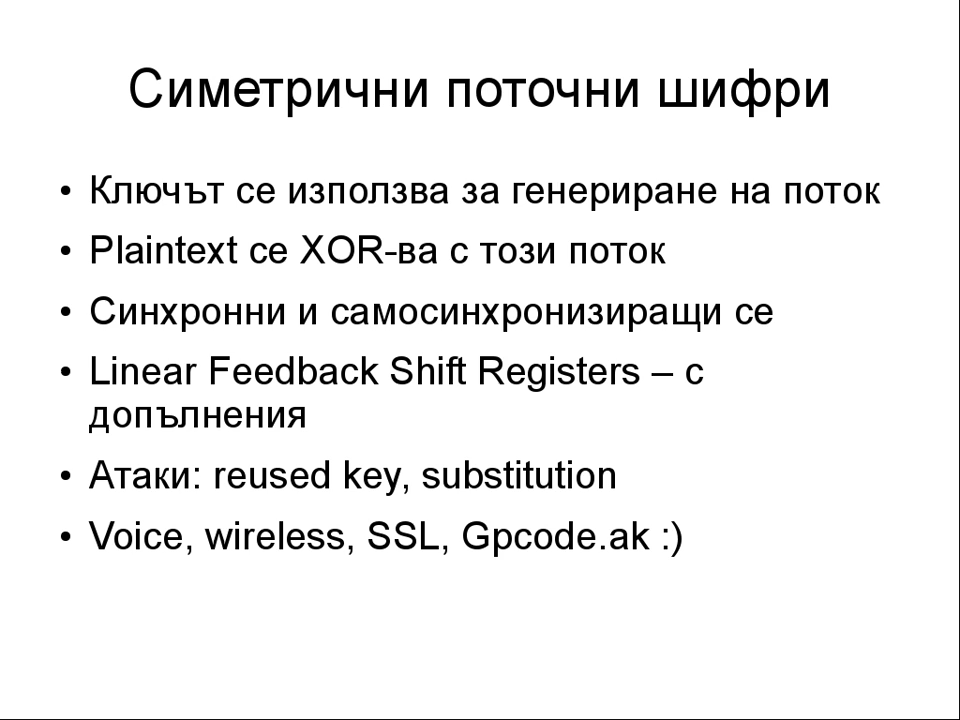 Симетрични поточни шифри
• Ключът се използва за генериране на поток
• Plaintext се XOR-ва с този поток
• Синхронни и самосинхронизиращи се
• Linear Feedback Shift Registers – с
допълнения
• Атаки: reused key, substitution
• Voice, wireless, SSL, Gpcode.ak :)